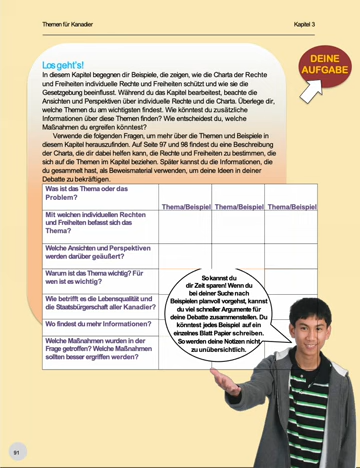 Themen für Kanadier
Kapitel 3
Los geht's!
In diesem Kapitel begegnen dir Beispiele, die zeigen, wie die Charta der Rechte
und Freiheiten individuelle Rechte und Freiheiten schützt und wie sie die
Gesetzgebung beeinflusst. Während du das Kapitel bearbeitest, beachte die
Ansichten und Perspektiven über individuelle Rechte und die Charta. Überlege dir,
welche Themen du am wichtigsten findest. Wie könntest du zusätzliche
Informationen über diese Themen finden? Wie entscheidest du, welche
Maßnahmen du ergreifen könntest?
Verwende die folgenden Fragen, um mehr über die Themen und Beispiele in
diesem Kapitel herauszufinden. Auf Seite 97 und 98 findest du eine Beschreibung
der Charta, die dir dabei helfen kann, die Rechte und Freiheiten zu bestimmen, die
sich auf die Themen im Kapitel beziehen. Später kannst du die Informationen, die
du gesammelt hast, als Beweismaterial verwenden, um deine Ideen in deiner
Debatte zu bekräftigen.
DEINE
AUFGABE
Was ist das Thema oder das
Problem?
Thema/Beispiel Thema/Beispiel Thema/Beispiel
Mit welchen individuellen Rechten
und Freiheiten befasst sich das
Thema?
Welche Ansichten und Perspektiven
werden darüber geäußert?
Warum ist das Thema wichtig? Für
wen ist es wichtig?
Wie betrifft es die Lebensqualität und
die Staatsbürgerschaft aller Kanadier?
Wo findest du mehr Informationen?
Welche Maßnahmen wurden in der
Frage getroffen? Welche Maßnahmen
sollten besser ergriffen werden?
So kannst du
dir Zeit sparen! Wenn du
bei deiner Suche nach
Beispielen planvoll vorgehst, kannst
du viel schneller Argumente für
deine Debatte zusammenstellen. Du
könntest jedes Beispiel auf ein
einzelnes Blatt Papier schreiben.
So werden deine Notizen nicht
zu unübersichtlich.
91